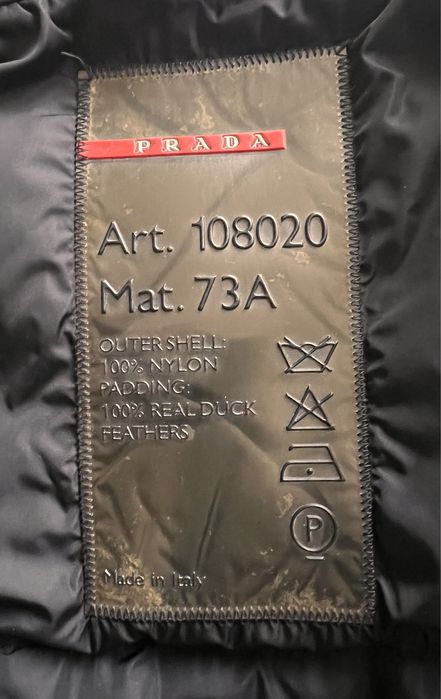 PRADA
Art. 108020
Mat. 73A
OUTER SHELL:
100% NYLON
PADDING:
100% REAL DUCK
FEATHERS
P
Made in Italy